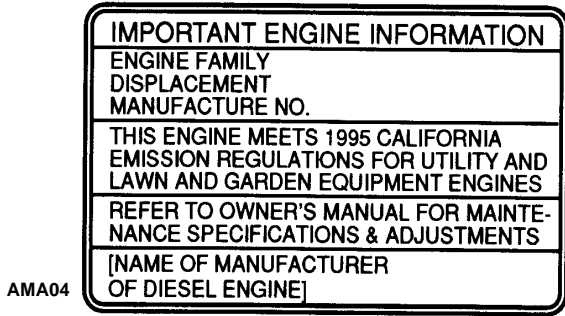 IMPORTANT ENGINE INFORMATION
ENGINE FAMILY
DISPLACEMENT
MANUFACTURE NO.
THIS ENGINE MEETS 1995 CALIFORNIA
EMISSION REGULATIONS FOR UTILITY AND
LAWN AND GARDEN EQUIPMENT ENGINES
REFER TO OWNER'S MANUAL FOR MAINTE-
NANCE SPECIFICATIONS & ADJUSTMENTS
[NAME OF MANUFACTURER
OF DIESEL ENGINE]
AMA04